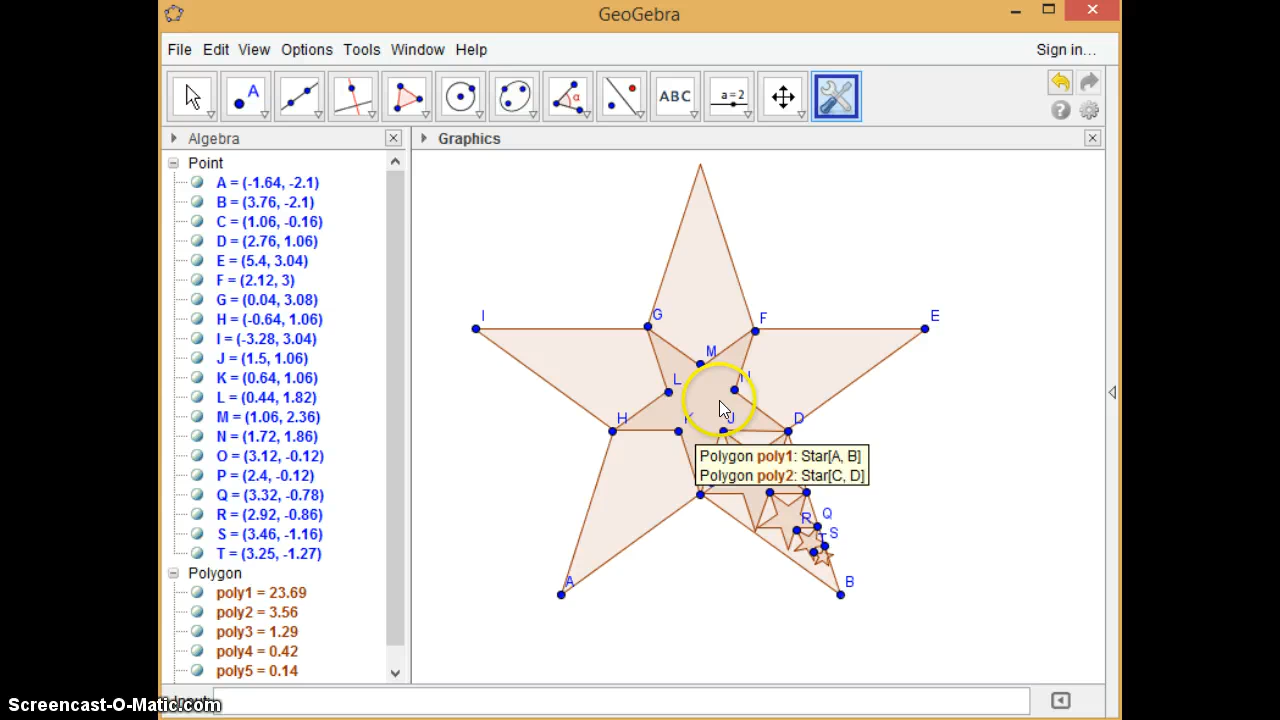 GeoGebra
File Edit View Options Tools Window Help Sign in...
A
α
ABC
a = 2
Algebra
Graphics
Point
A = (-1.64, -2.1)
B = (3.76, -2.1)
C = (1.06, -0.16)
D = (2.76, 1.06)
E = (5.4, 3.04)
F = (2.12, 3)
G = (0.04, 3.08)
H = (-0.64, 1.06)
I = (-3.28, 3.04)
J = (1.5, 1.06)
K = (0.64, 1.06)
L = (0.44, 1.82)
M = (1.06, 2.36)
N = (1.72, 1.86)
O = (3.12, -0.12)
P = (2.4, -0.12)
Q = (3.32, -0.78)
R = (2.92, -0.86)
S = (3.46, -1.16)
T = (3.25, -1.27)
Polygon
poly1 = 23.69
poly2 = 3.56
poly3 = 1.29
poly4 = 0.42
poly5 = 0.14
I
G
F
E
M
L
N
H
K
J
D
Polygon poly1: Star[A, B]
Polygon poly2: Star[C, D]
Q
R
S
T
A
B
Input:
Screencast-O-Matic.com